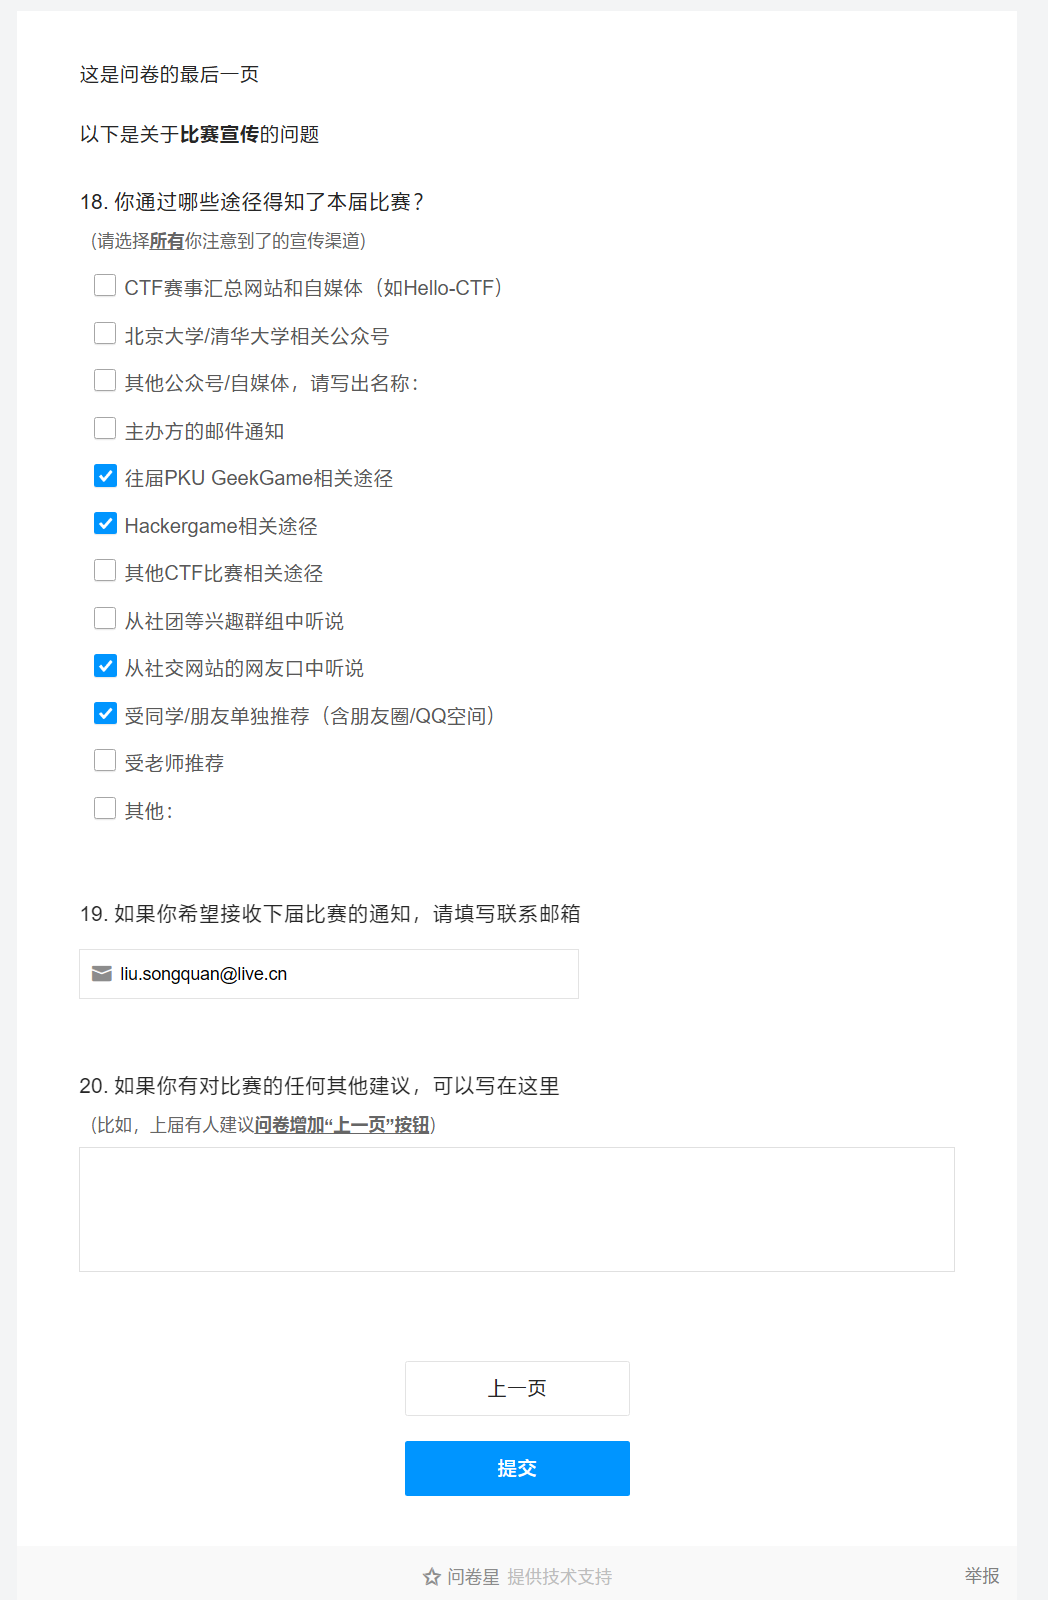 这是问卷的最后一页
以下是关于比赛宣传的问题
18. 你通过哪些途径得知了本届比赛？
（请选择所有你注意到了的宣传渠道）
CTF赛事汇总网站和自媒体（如Hello-CTF）
北京大学/清华大学相关公众号
其他公众号/自媒体，请写出名称：
主办方的邮件通知
往届PKU GeekGame相关途径
Hackergame相关途径
其他CTF比赛相关途径
从社团等兴趣群组中听说
从社交网站的网友口中听说
受同学/朋友单独推荐（含朋友圈/QQ空间）
受老师推荐
其他：
19. 如果你希望接收下届比赛的通知，请填写联系邮箱
liu.songquan@live.cn
20. 如果你有对比赛的任何其他建议，可以写在这里
（比如，上届有人建议问卷增加“上一页”按钮）
上一页
提交
问卷星 提供技术支持
举报